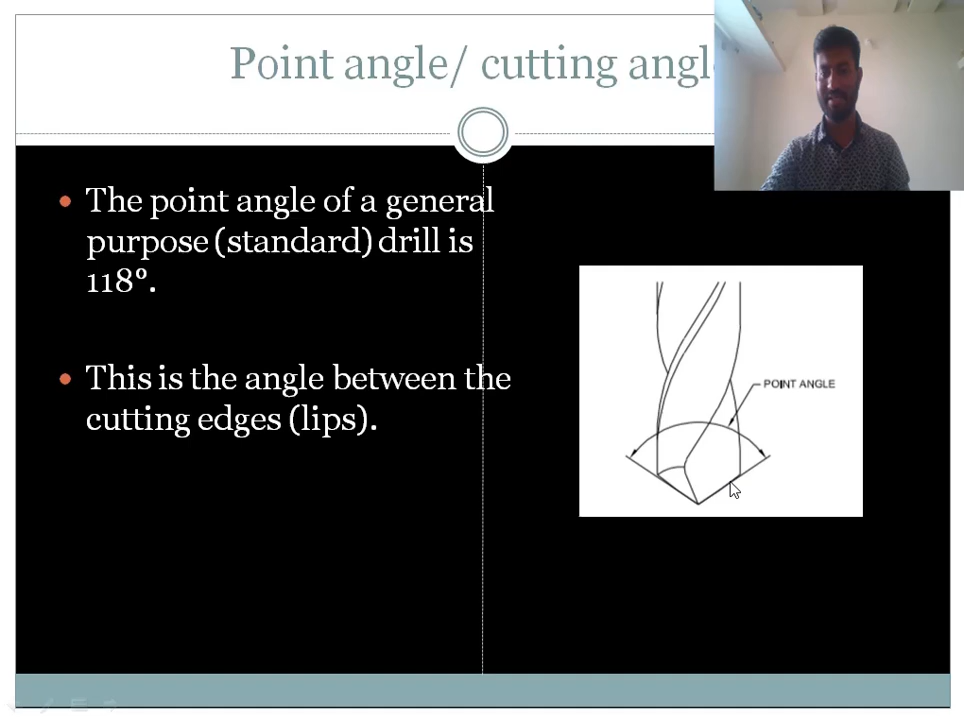 Point angle/ cutting angl
The point angle of a general
purpose (standard) drill is
118°.
This is the angle between the
cutting edges (lips).
POINT ANGLE